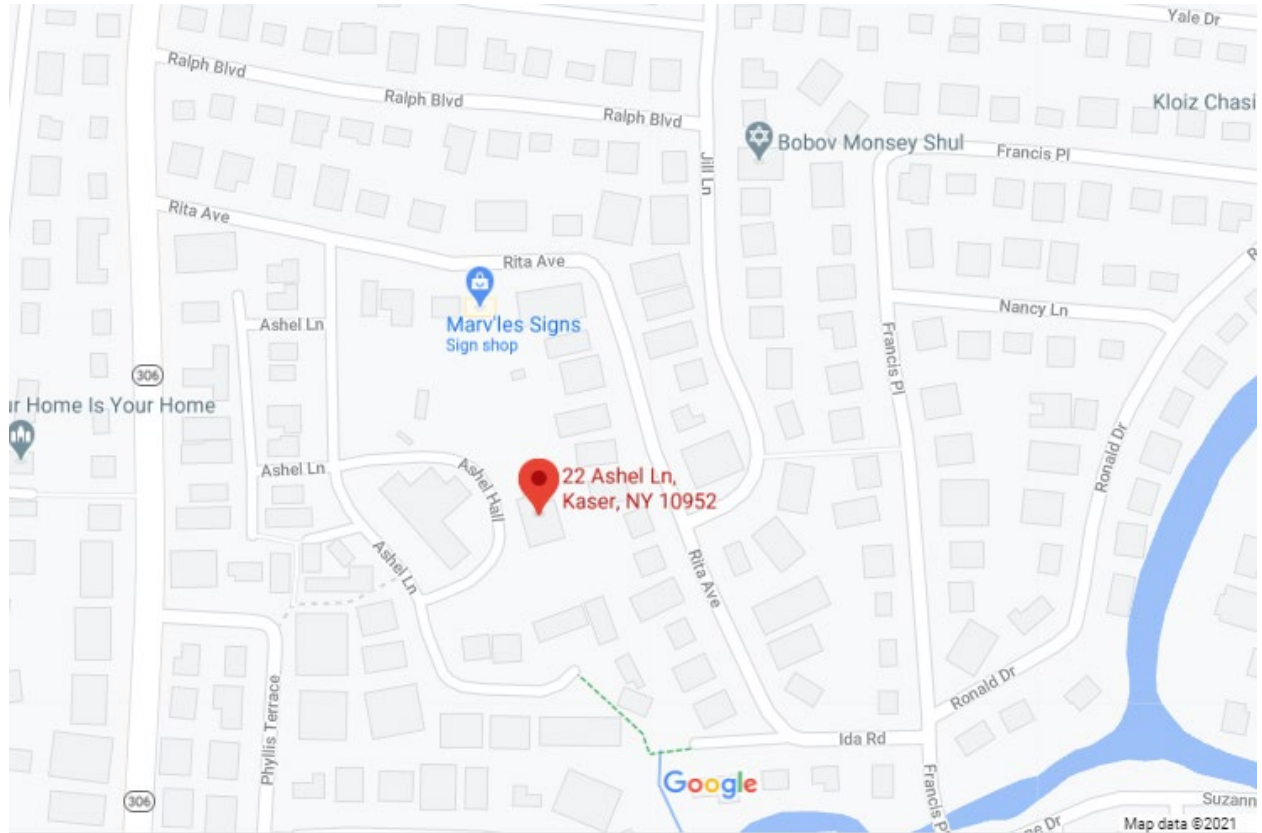 Yale Dr
Ralph Blvd
Ralph Blvd
Ralph Blvd
Kloiz Chasi
Bobov Monsey Shul
Francis Pl
Jill Ln
Rita Ave
Rita Ave
Nancy Ln
Ashel Ln
Marv'les Signs
Sign shop
Francis Pl
306
ur Home Is Your Home
Ronald Dr
Ashel Ln
Ashel Hall
22 Ashel Ln,
Kaser, NY 10952
Ashel Ln
Rita Ave
Ronald Dr
Phyllis Terrace
Ida Rd
Google
Francis P
306
Suzann
ne Dr
Map data ©2021